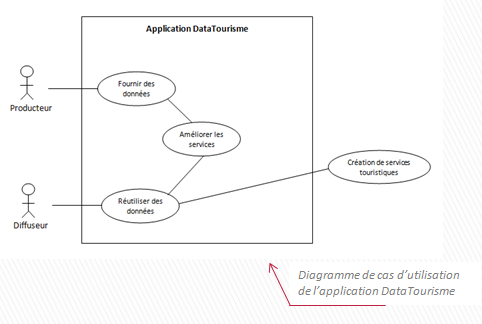 Application DataTourisme
Fournir des
données
Producteur
Améliorer les
services
Création de services
touristiques
Réutiliser des
données
Diffuseur
Diagramme de cas d'utilisation
de l'application DataTourisme